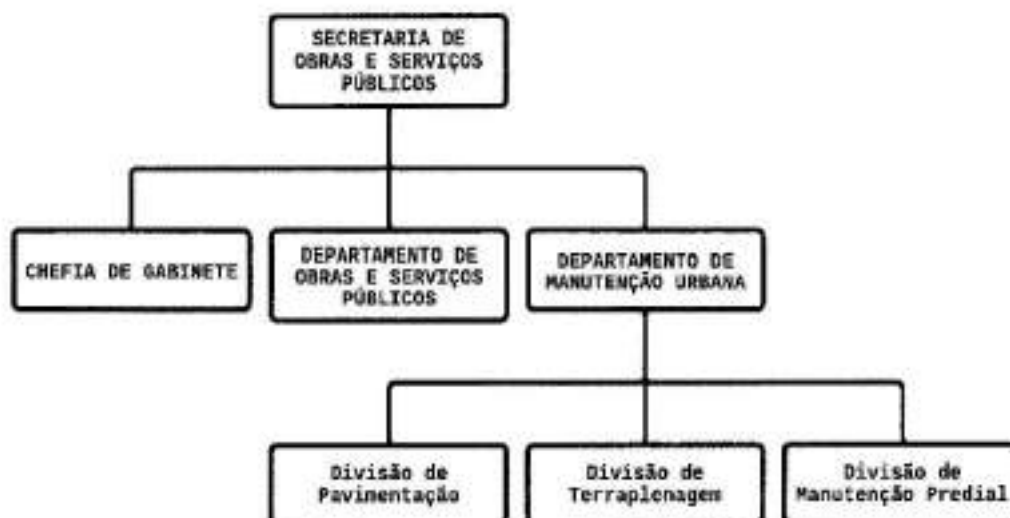 SECRETARIA DE
OBRAS E SERVIÇOS
PÚBLICOS
CHEFIA DE GABINETE
DEPARTAMENTO DE
OBRAS E SERVIÇOS
PÚBLICOS
DEPARTAMENTO DE
MANUTENÇÃO URBANA
Divisão de
Pavimentação
Divisão de
Terraplenagem
Divisão de
Manutenção Predial